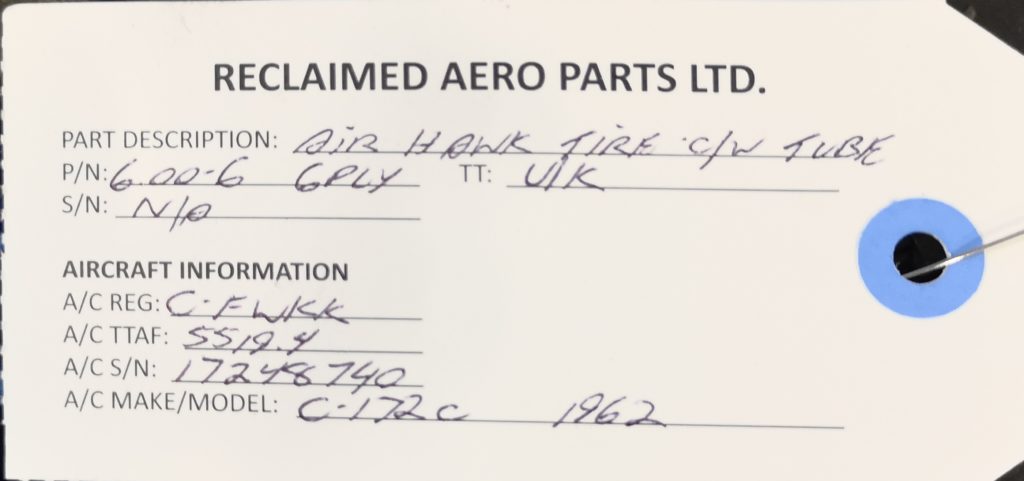 RECLAIMED AERO PARTS LTD.
PART DESCRIPTION: AIR HAWK TIRE C/W TUBE
P/N: 6.00-6 6PLY TT: U/K
S/N: N/A
AIRCRAFT INFORMATION
A/C REG: C-FWKK
A/C TTAF: 5519.4
A/C S/N: 17248740
A/C MAKE/MODEL: C-172C 1962